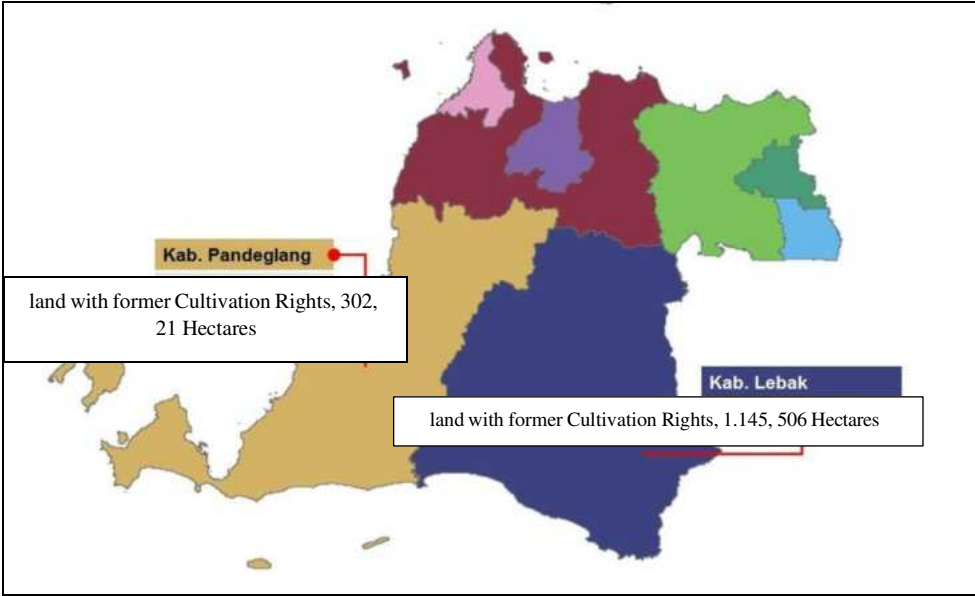 Kab. Pandeglang
land with former Cultivation Rights, 302,
21 Hectares
Kab. Lebak
land with former Cultivation Rights, 1.145, 506 Hectares